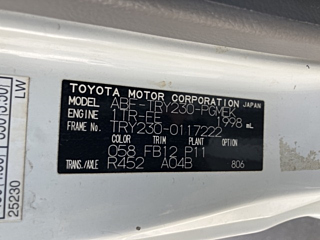 TOYOTA MOTOR CORPORATION JAPAN
MODEL ABF-TRY230-PGMEK
ENGINE 1TR-FE 1998 mL
FRAME No. TRY230-0117222
COLOR TRIM OPTION
058 FB12 P11
TRANS./AXLE R452 A04B 806
LW
25230